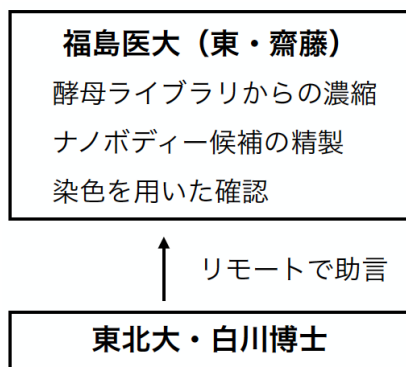 福島医大（東・齋藤）
酵母ライブラリからの濃縮
ナノボディー候補の精製
染色を用いた確認
リモートで助言
東北大・白川博士